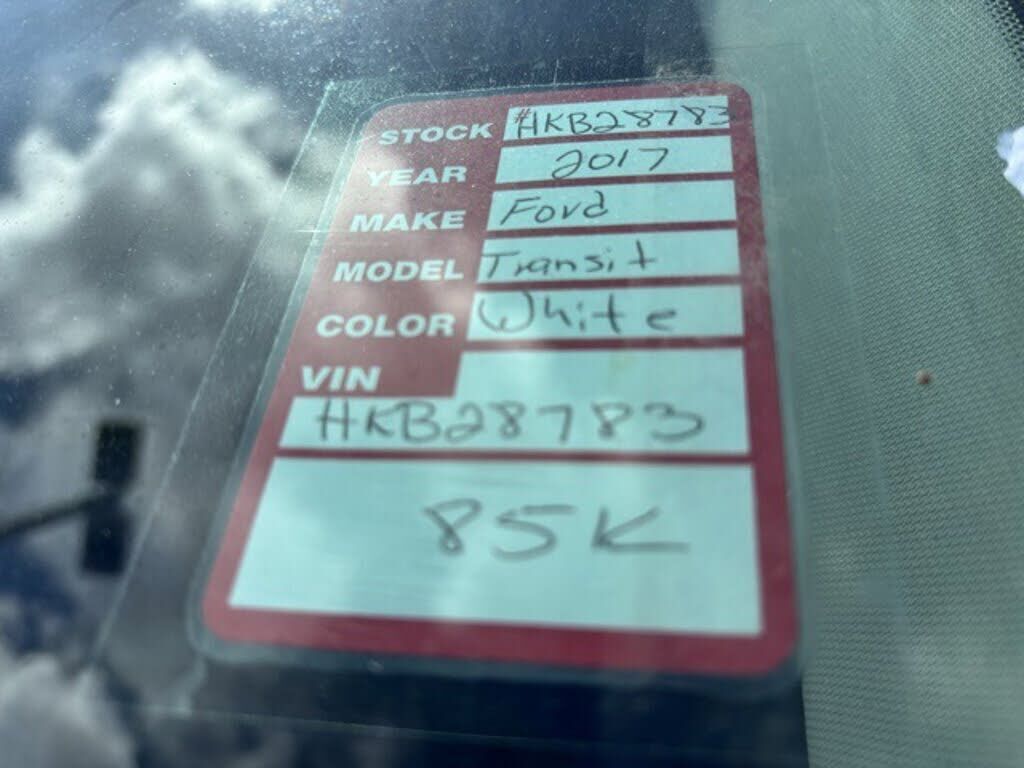 STOCK #HKB28783
YEAR 2017
MAKE Ford
MODEL Transit
COLOR White
VIN
HKB28783
85K